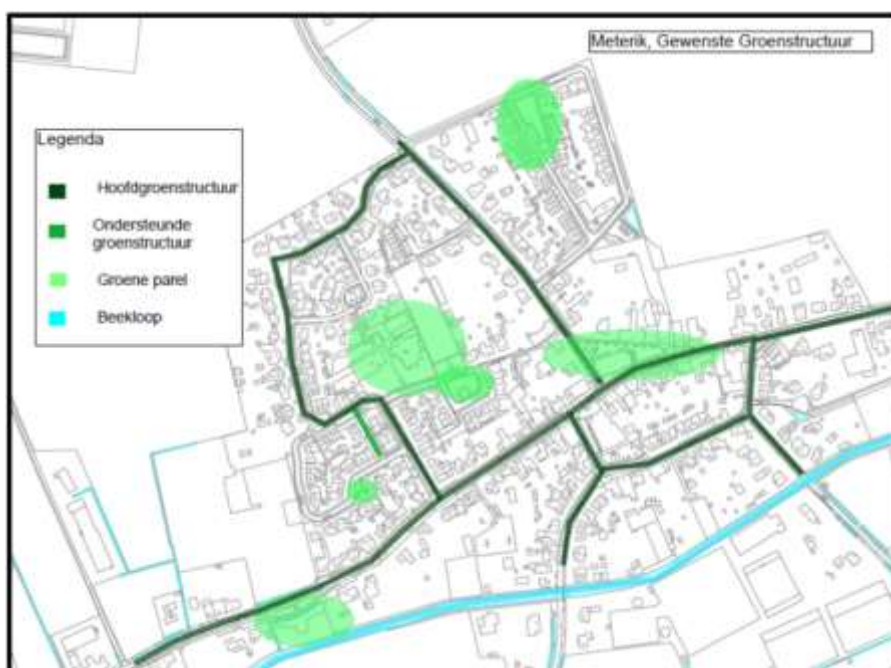 Meterik, Gewenste Groenstructuur
Legenda
Hoofdgroenstructuur
Ondersteunde
groenstructuur
Groene parel
Beekloop